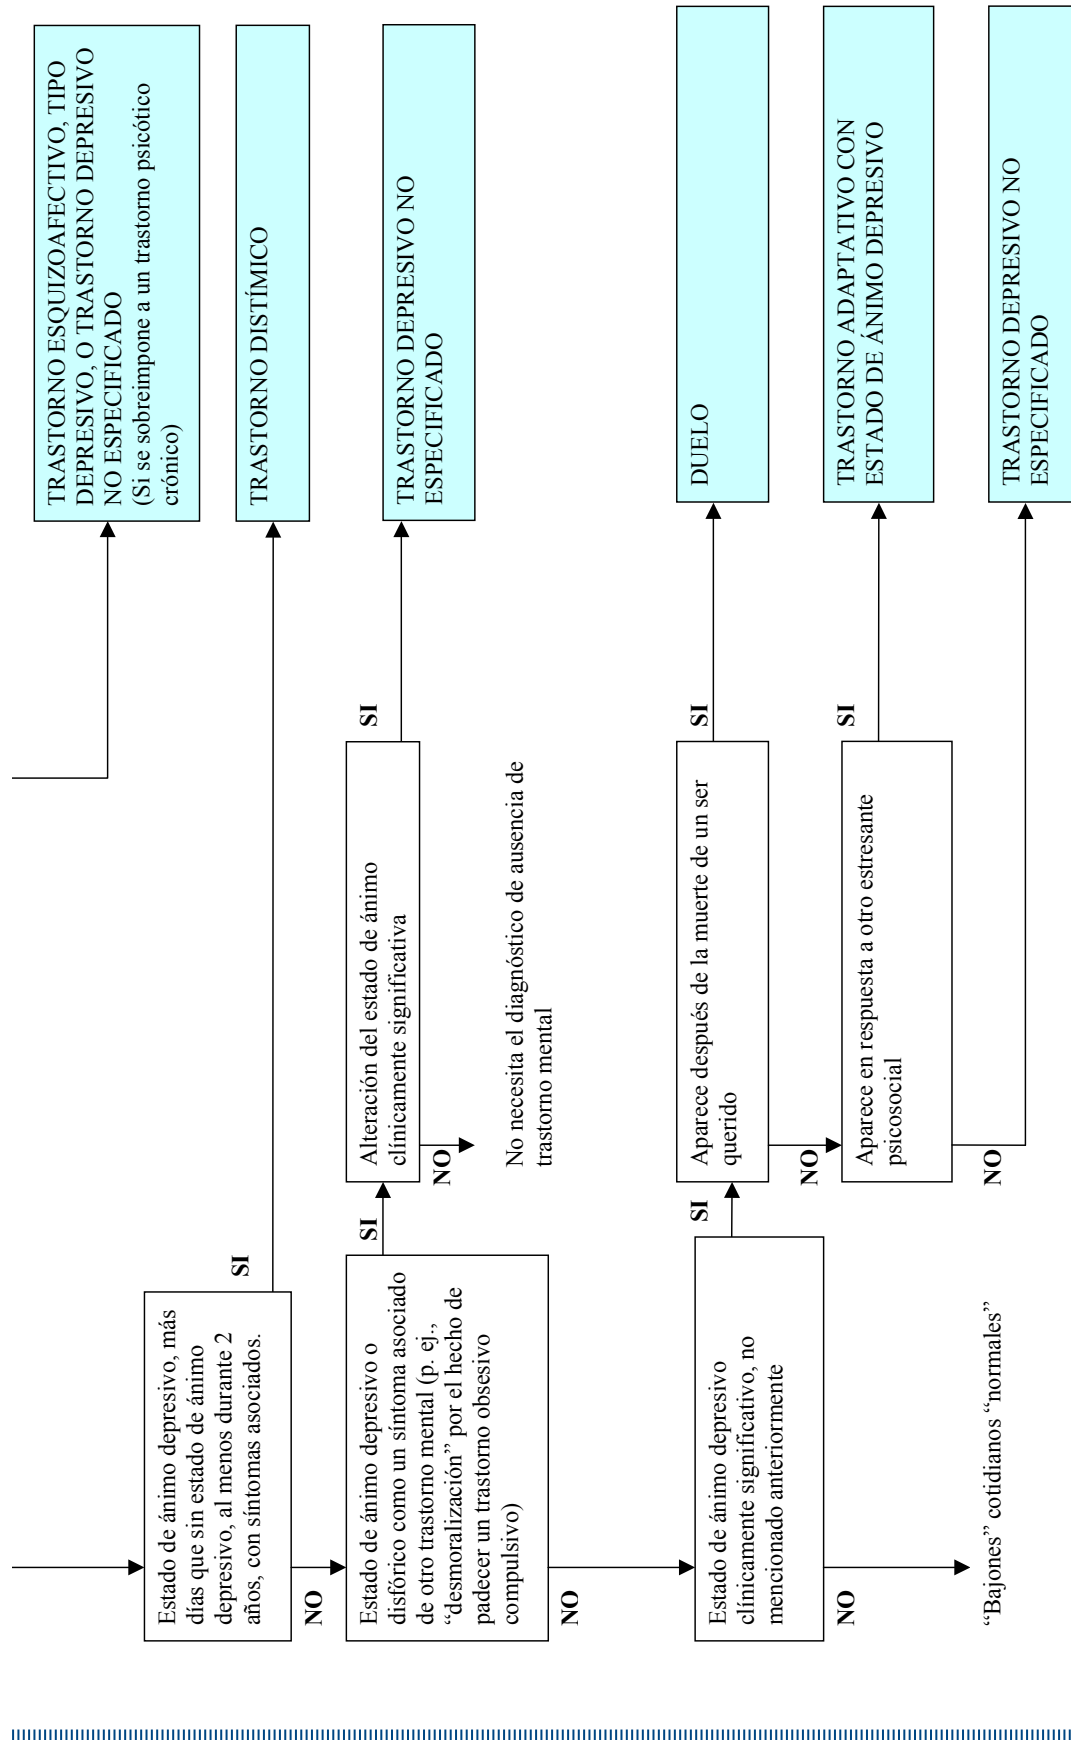 TRASTORNO ESQUIZOAFECTIVO, TIPO
DEPRESIVO, O TRASTORNO DEPRESIVO
NO ESPECIFICADO
(Si se sobreimpone a un trastorno psicótico
crónico)
Estado de ánimo depresivo, más
días que sin estado de ánimo
depresivo, al menos durante 2
años, con síntomas asociados.
SI
TRASTORNO DISTÍMICO
NO
Estado de ánimo depresivo o
disfórico como un síntoma asociado
de otro trastorno mental (p. ej.,
“desmoralización” por el hecho de
padecer un trastorno obsesivo
compulsivo)
SI
Alteración del estado de ánimo
clínicamente significativa
SI
TRASTORNO DEPRESIVO NO
ESPECIFICADO
NO
No necesita el diagnóstico de ausencia de
trastorno mental
NO
Estado de ánimo depresivo
clínicamente significativo, no
mencionado anteriormente
SI
Aparece después de la muerte de un ser
querido
SI
DUELO
NO
Aparece en respuesta a otro estresante
psicosocial
SI
TRASTORNO ADAPTATIVO CON
ESTADO DE ÁNIMO DEPRESIVO
NO
TRASTORNO DEPRESIVO NO
ESPECIFICADO
NO
“Bajones” cotidianos “normales”